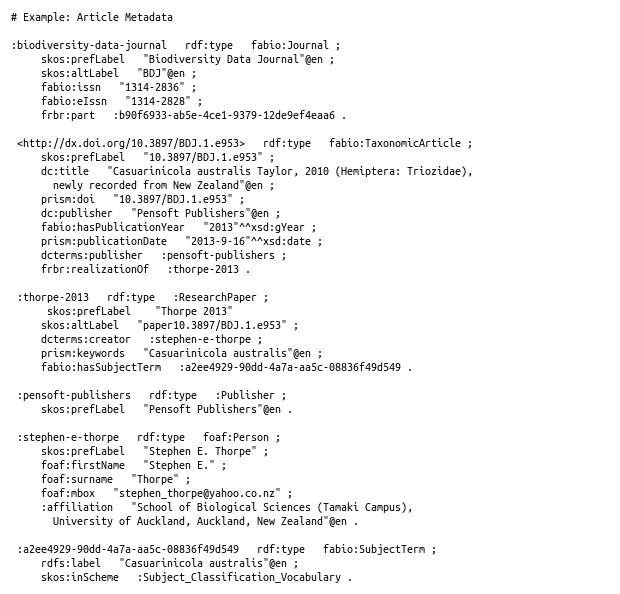 # Example: Article Metadata
:biodiversity-data-journal rdf:type fabio:Journal ;
skos:prefLabel "Biodiversity Data Journal"@en ;
skos:altLabel "BDJ"@en ;
fabio:issn "1314-2836" ;
fabio:eIssn "1314-2828" ;
frbr:part :b90f6933-ab5e-4ce1-9379-12de9ef4eaa6 .
<http://dx.doi.org/10.3897/BDJ.1.e953> rdf:type fabio:TaxonomicArticle ;
skos:prefLabel "10.3897/BDJ.1.e953" ;
dc:title "Casuarinicola australis Taylor, 2010 (Hemiptera: Triozidae),
newly recorded from New Zealand"@en ;
prism:doi "10.3897/BDJ.1.e953" ;
dc:publisher "Pensoft Publishers"@en ;
fabio:hasPublicationYear "2013"^^xsd:gYear ;
prism:publicationDate "2013-9-16"^^xsd:date ;
dcterms:publisher :pensoft-publishers ;
frbr:realizationOf :thorpe-2013 .
:thorpe-2013 rdf:type :ResearchPaper ;
skos:prefLabel "Thorpe 2013"
skos:altLabel "paper10.3897/BDJ.1.e953" ;
dcterms:creator :stephen-e-thorpe ;
prism:keywords "Casuarinicola australis"@en ;
fabio:hasSubjectTerm :a2ee4929-90dd-4a7a-aa5c-08836f49d549 .
:pensoft-publishers rdf:type :Publisher ;
skos:prefLabel "Pensoft Publishers"@en .
:stephen-e-thorpe rdf:type foaf:Person ;
skos:prefLabel "Stephen E. Thorpe" ;
foaf:firstName "Stephen E." ;
foaf:surname "Thorpe" ;
foaf:mbox "stephen_thorpe@yahoo.co.nz" ;
:affiliation "School of Biological Sciences (Tamaki Campus),
University of Auckland, Auckland, New Zealand"@en .
:a2ee4929-90dd-4a7a-aa5c-08836f49d549 rdf:type fabio:SubjectTerm ;
rdfs:label "Casuarinicola australis"@en ;
skos:inScheme :Subject_Classification_Vocabulary .